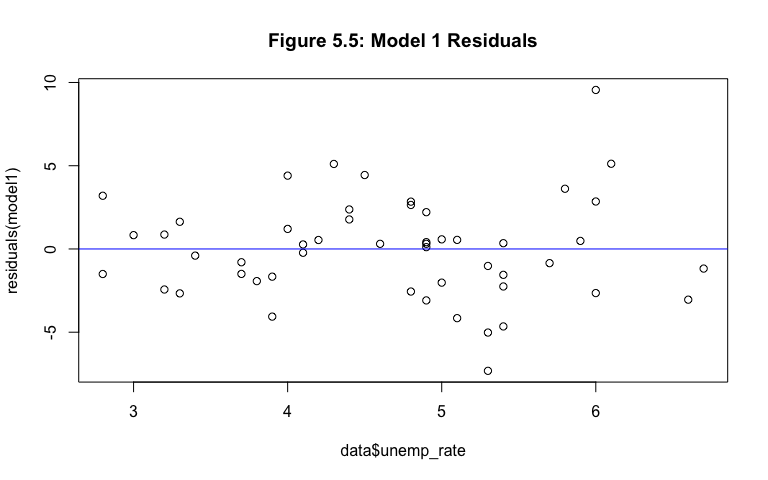 Figure 5.5: Model 1 Residuals
10
5
0
-5
residuals(model1)
3 4 5 6
data$unemp_rate